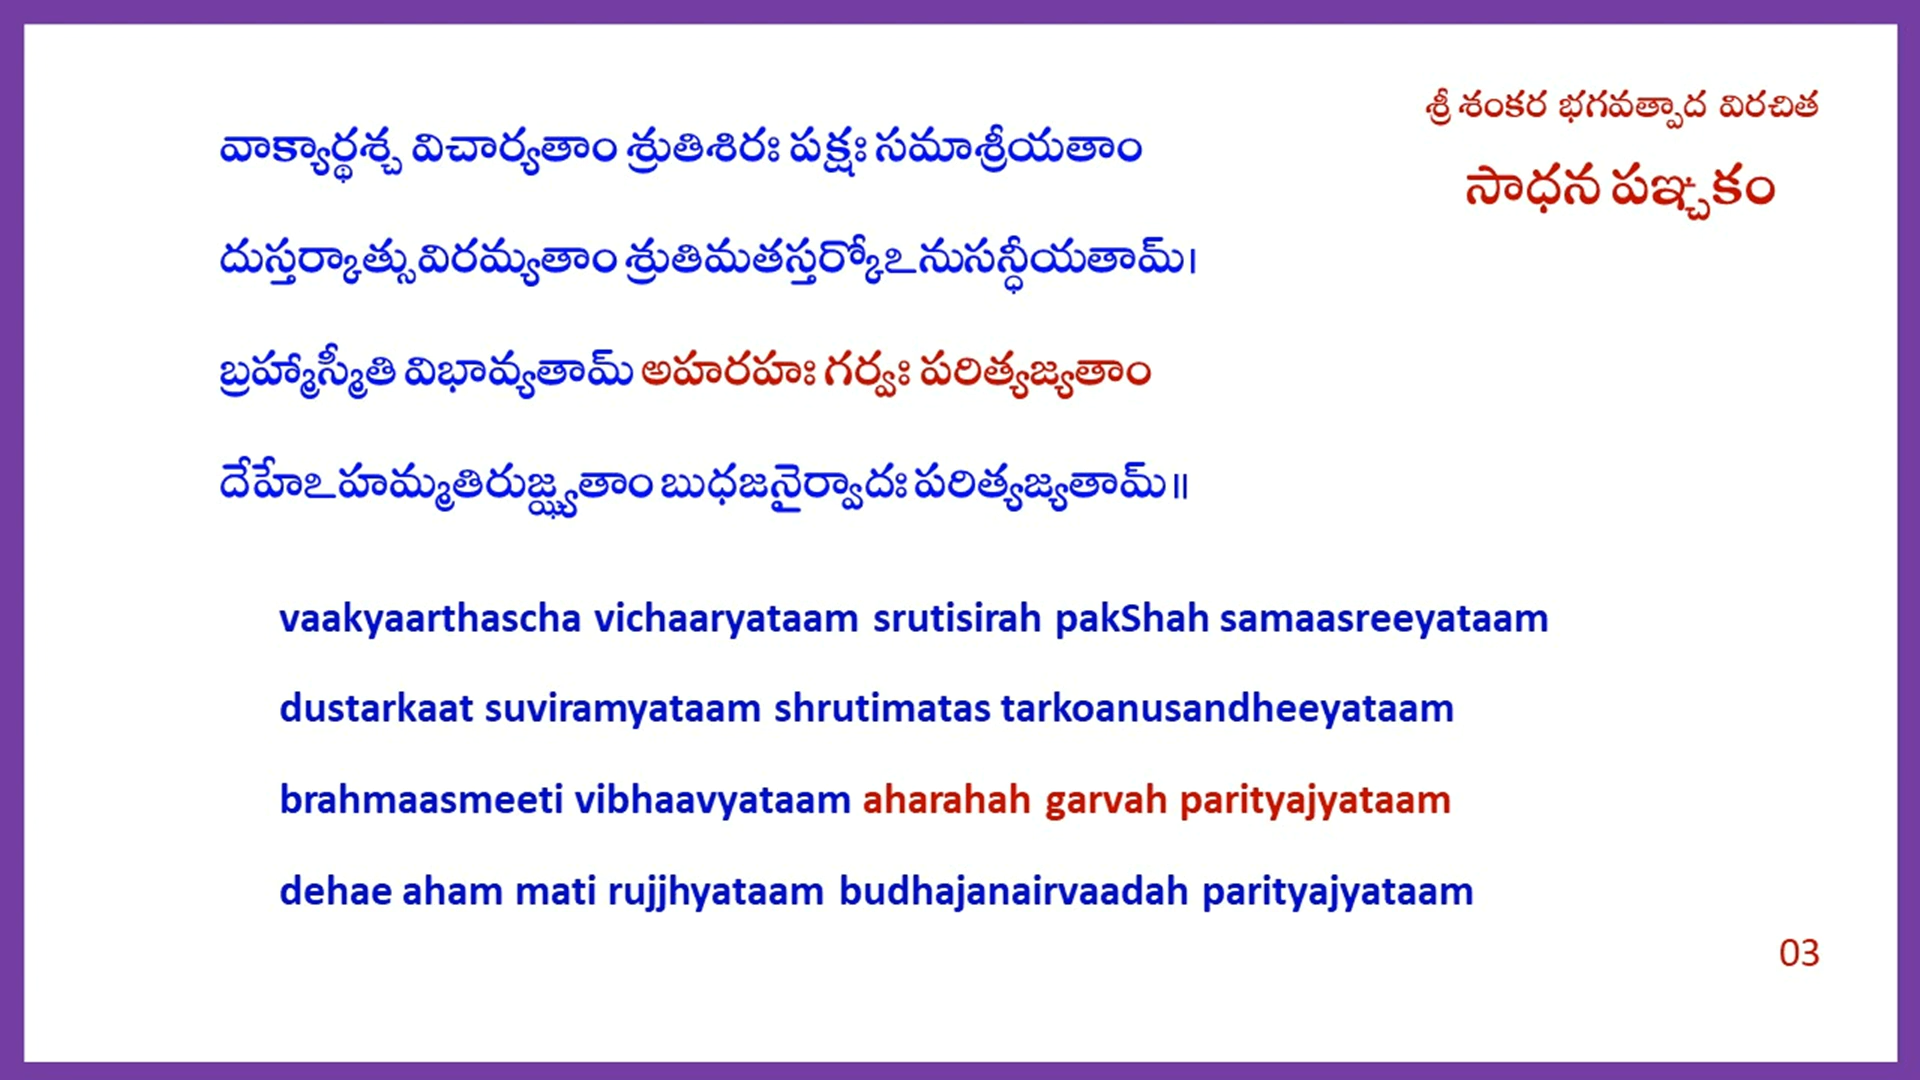 శ్రీ శంకర భగవత్పాద విరచిత
సాధన పఞ్చకం
వాక్యార్థశ్చ విచార్యతాం శ్రుతిశిరః పక్షః సమాశ్రీయతాం
దుస్తర్కాత్సువిరమ్యతాం శ్రుతిమతస్తర్కోఽనుసన్ధీయతామ్।
బ్రహ్మాస్మీతి విభావ్యతామ్ అహరహః గర్వః పరిత్యజ్యతాం
దేహేఽహమ్మతిరుజ్ఝ్యతాం బుధజనైర్వాదః పరిత్యజ్యతామ్॥
vaakyaarthascha vichaaryataam srutisirah pakShah samaasreeyataam
dustarkaat suviramyataam shrutimatas tarkoanusandheeyataam
brahmaasmeeti vibhaavyataam aharahah garvah parityajyataam
dehae aham mati rujjhyataam budhajanairvaadah parityajyataam
03